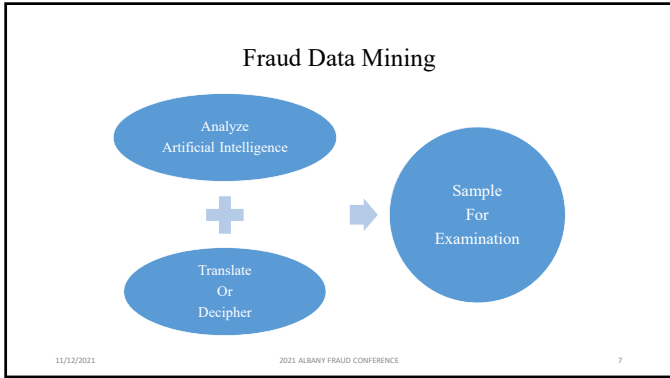 Fraud Data Mining
Analyze
Artificial Intelligence
Translate
Or
Decipher
Sample
For
Examination
11/12/2021
2021 ALBANY FRAUD CONFERENCE
7